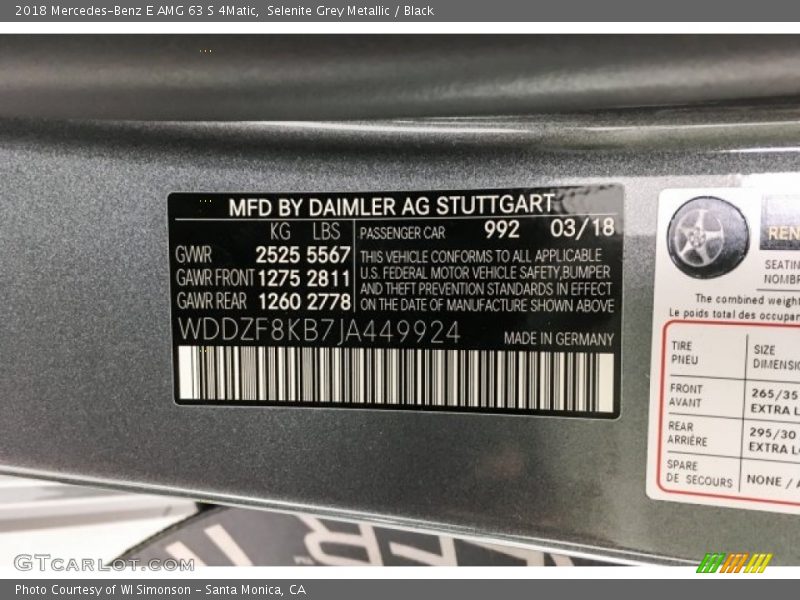 2018 Mercedes-Benz E AMG 63 S 4Matic,  Selenite Grey Metallic / Black
MFD BY DAIMLER AG STUTTGART
KG LBS
GVWR 2525 5567
GAWR FRONT 1275 2811
GAWR REAR 1260 2778
PASSENGER CAR 992 03/18
THIS VEHICLE CONFORMS TO ALL APPLICABLE
U.S. FEDERAL MOTOR VEHICLE SAFETY,BUMPER
AND THEFT PREVENTION STANDARDS IN EFFECT
ON THE DATE OF MANUFACTURE SHOWN ABOVE
WDDZF8KB7JA449924
MADE IN GERMANY
The combined weight
Le poids total des
TIRE
PNEU
SIZE
FRONT
AVANT
265/35
EXTRA
REAR
ARRIÈRE
295/30
EXTRA
SPARE
DE SECOURS
NONE /
GTCARLOT.COM
Photo Courtesy of WI Simonson - Santa Monica, CA